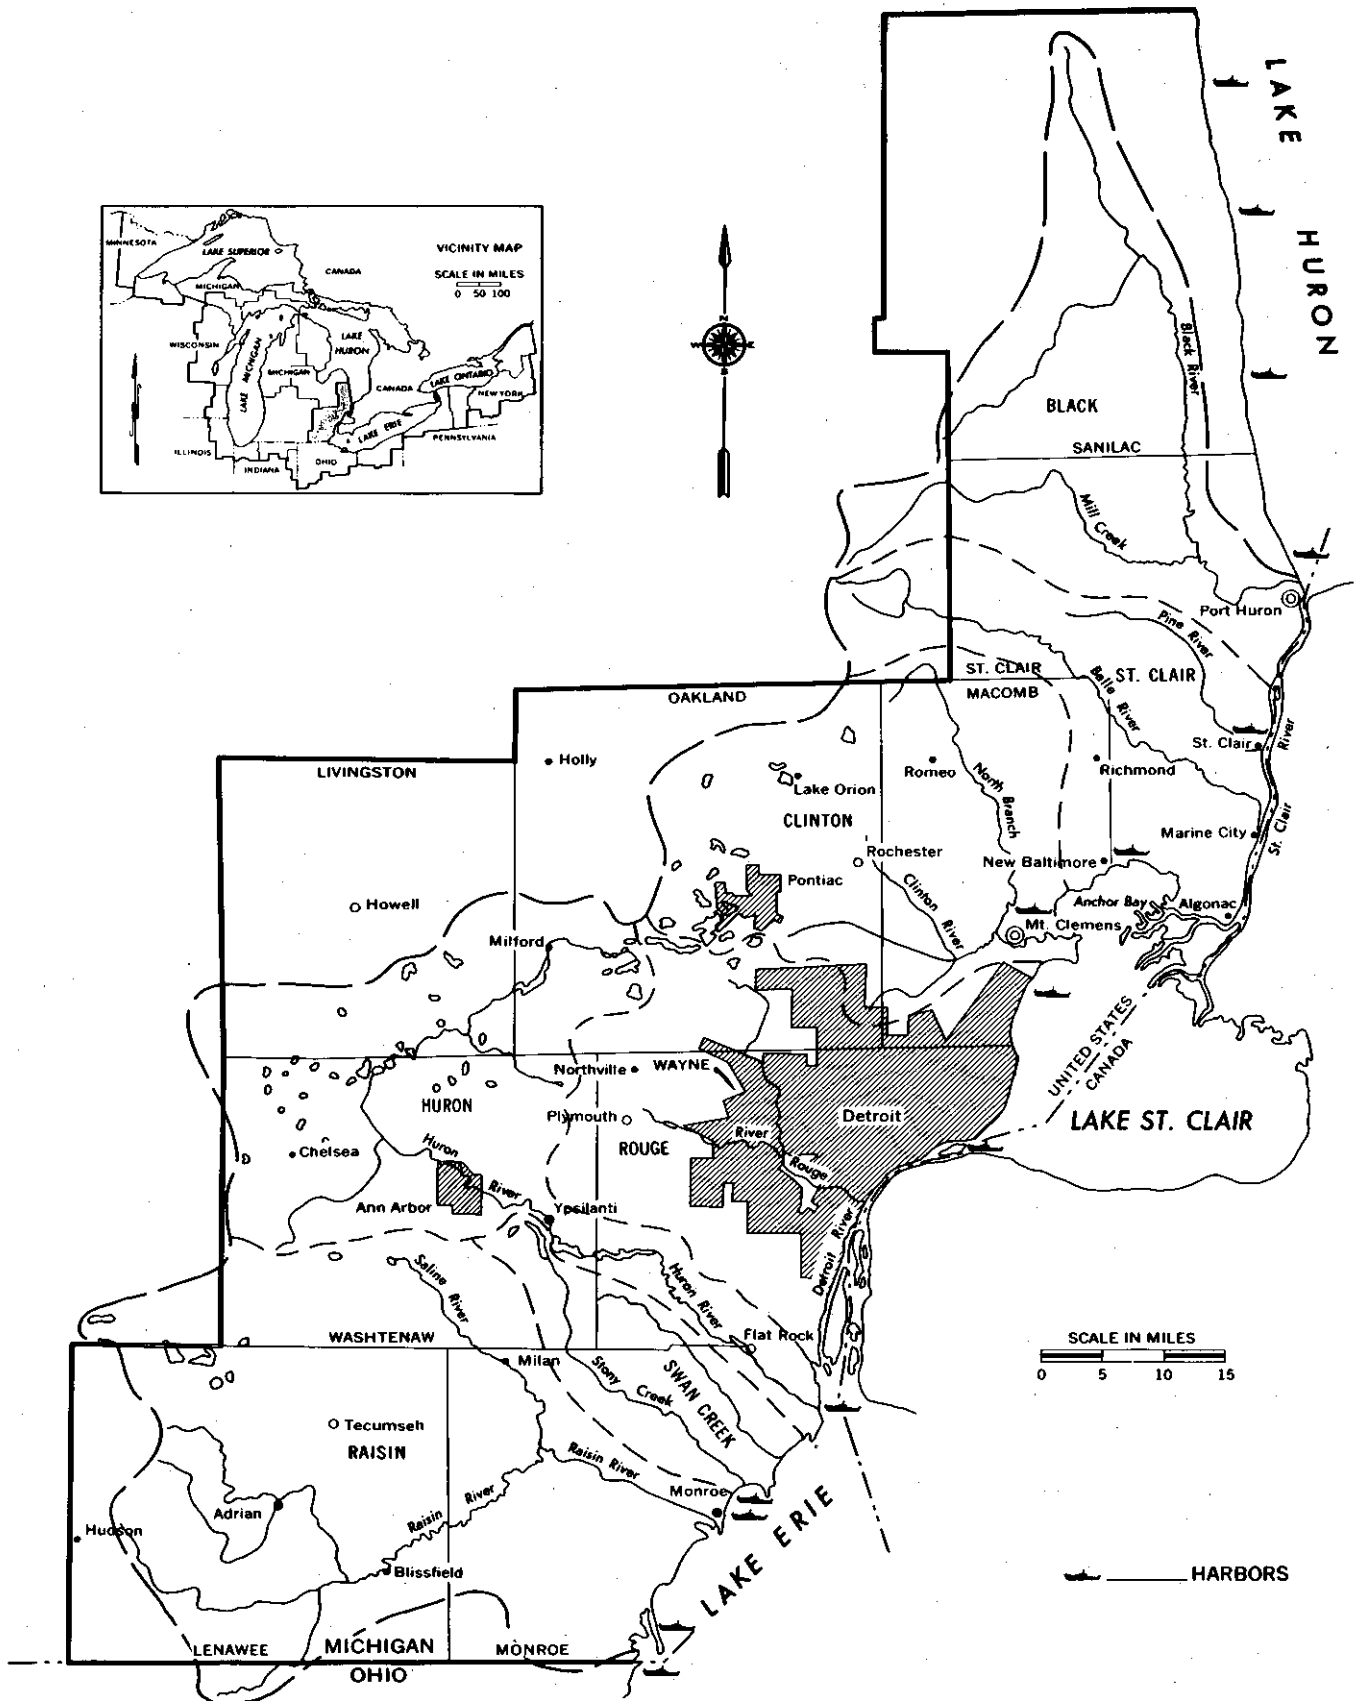 LAKE
HURON
VICINITY MAP
SCALE IN MILES
0 50 100
MINNESOTA
LAKE SUPERIOR
CANADA
MICHIGAN
WISCONSIN
LAKE MICHIGAN
LAKE
HURON
MICHIGAN
CANADA
LAKE ONTARIO
NEW YORK
LAKE ERIE
PENNSYLVANIA
ILLINOIS
INDIANA
OHIO
N
W
E
S
Black River
BLACK
SANILAC
Mill Creek
Port Huron
Pine River
ST. CLAIR
ST. CLAIR
MACOMB
Belle River
OAKLAND
St. Clair
St. Clair River
LIVINGSTON
Holly
Lake Orion
Romeo
North Branch
Richmond
CLINTON
Marine City
Rochester
New Baltimore
Pontiac
Clinton River
Anchor Bay
Algonac
Howell
Mt. Clemens
Milford
UNITED STATES
CANADA
Northville
WAYNE
HURON
Plymouth
Detroit
LAKE ST. CLAIR
Chelsea
Huron River
ROUGE
River Rouge
Ann Arbor
Ypsilanti
Detroit River
Saline River
Huron River
Flat Rock
WASHTENAW
Milan
Stony Creek
SWAN CREEK
SCALE IN MILES
0 5 10 15
Tecumseh
RAISIN
Raisin River
Monroe
Adrian
Raisin River
Hudson
Blissfield
LAKE ERIE
HARBORS
LENAWEE
MICHIGAN
MONROE
OHIO